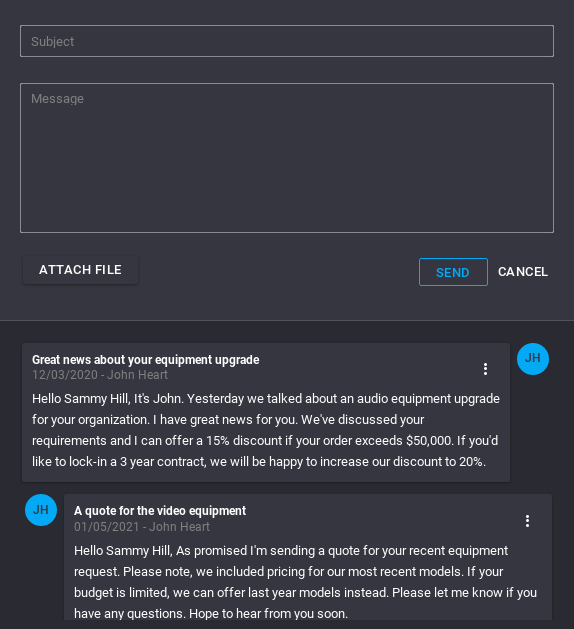 Subject
Message
ATTACH FILE
SEND
CANCEL
Great news about your equipment upgrade
12/03/2020 - John Heart
JH
Hello Sammy Hill, It's John. Yesterday we talked about an audio equipment upgrade
for your organization. I have great news for you. We've discussed your
requirements and I can offer a 15% discount if your order exceeds $50,000. If you'd
like to lock-in a 3 year contract, we will be happy to increase our discount to 20%.
JH
A quote for the video equipment
01/05/2021 - John Heart
Hello Sammy Hill, As promised I'm sending a quote for your recent equipment
request. Please note, we included pricing for our most recent models. If your
budget is limited, we can offer last year models instead. Please let me know if you
have any questions. Hope to hear from you soon.